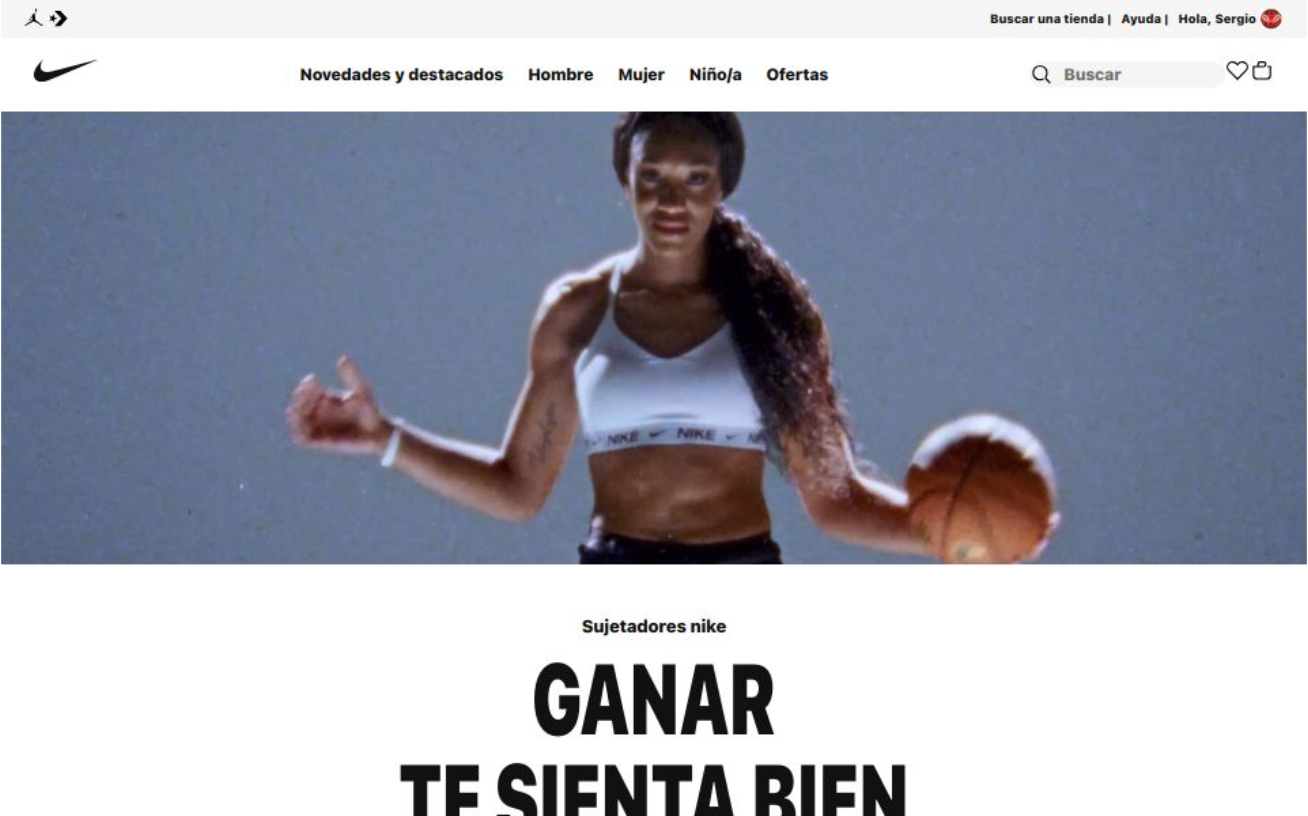 Buscar una tienda | Ayuda | Hola, Sergio
Novedades y destacados Hombre Mujer Niño/a Ofertas Buscar
NIKE NIKE
Sujetadores nike
GANAR
TE SIENTA BIEN